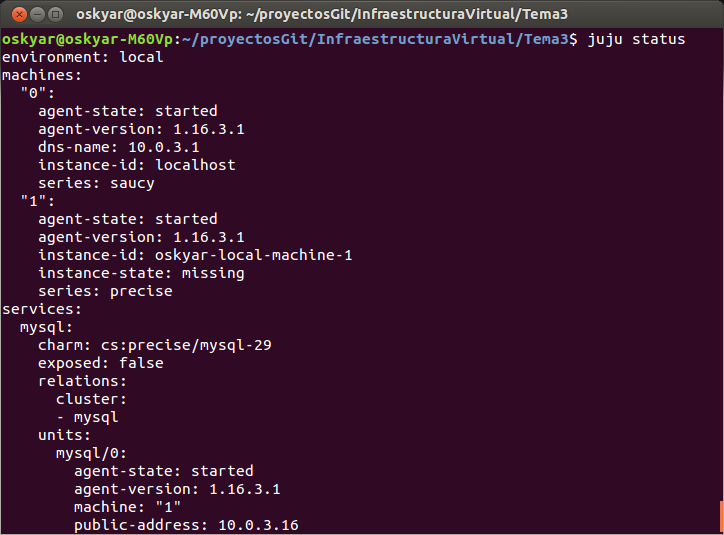 oskyar@oskyar-M60Vp: ~/proyectosGit/InfraestructuraVirtual/Tema3
oskyar@oskyar-M60Vp:~/proyectosGit/InfraestructuraVirtual/Tema3$ juju status
environment: local
machines:
  "0":
    agent-state: started
    agent-version: 1.16.3.1
    dns-name: 10.0.3.1
    instance-id: localhost
    series: saucy
  "1":
    agent-state: started
    agent-version: 1.16.3.1
    instance-id: oskyar-local-machine-1
    instance-state: missing
    series: precise
services:
  mysql:
    charm: cs:precise/mysql-29
    exposed: false
    relations:
      cluster:
      - mysql
    units:
      mysql/0:
        agent-state: started
        agent-version: 1.16.3.1
        machine: "1"
        public-address: 10.0.3.16